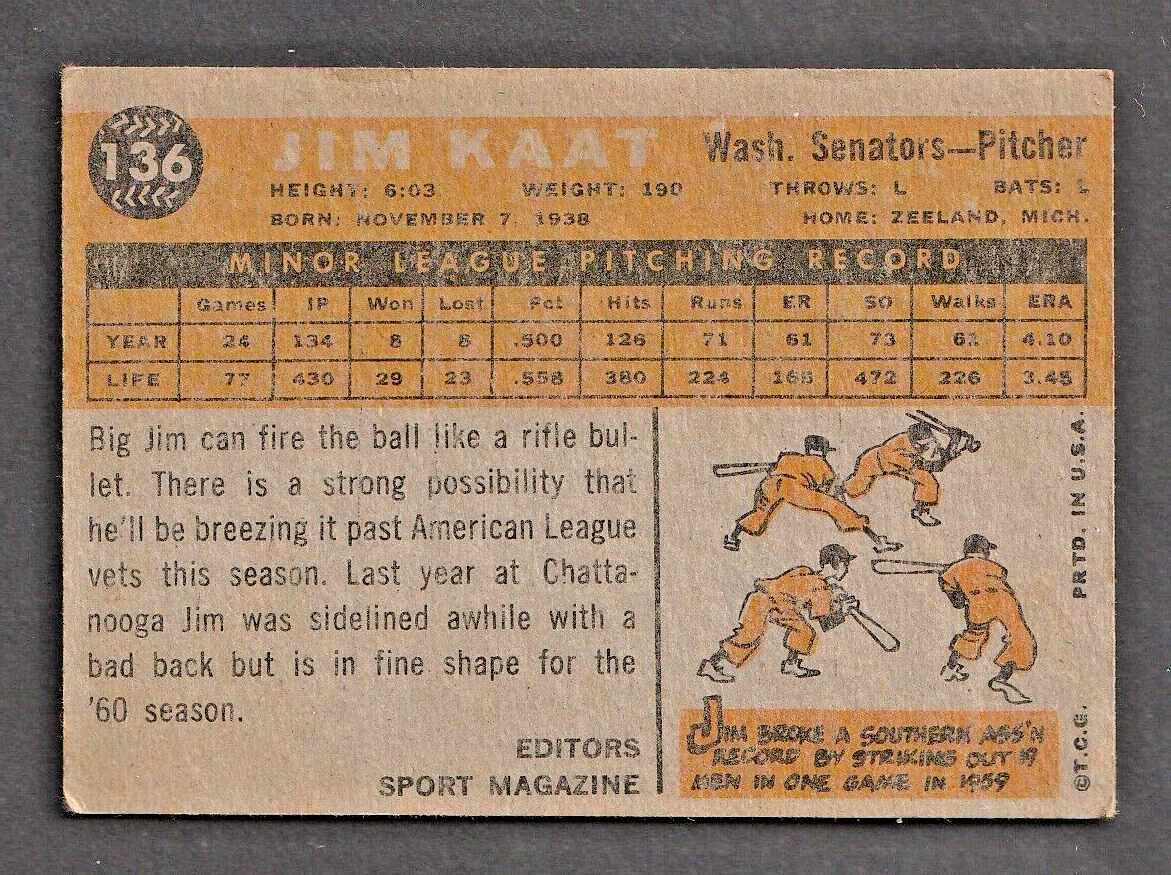 136
JIM KAAT
Wash. Senators—Pitcher
HEIGHT: 6:03 WEIGHT: 190 THROWS: L BATS: L
BORN: NOVEMBER 7, 1938 HOME: ZEELAND, MICH.
MINOR LEAGUE PITCHING RECORD
Games IP Won Lost Pct Hits Runs ER SO Walks ERA
YEAR 24 134 8 8 .500 126 71 61 73 61 4.10
LIFE 77 430 29 23 .558 380 224 165 472 226 3.45
Big Jim can fire the ball like a rifle bul-
let. There is a strong possibility that
he'll be breezing it past American League
vets this season. Last year at Chatta-
nooga Jim was sidelined awhile with a
bad back but is in fine shape for the
'60 season.
EDITORS
SPORT MAGAZINE
JIM BROKE A SOUTHERN ASS'N
RECORD BY STRIKING OUT 19
MEN IN ONE GAME IN 1959
©T.C.G. PRTD. IN U.S.A.